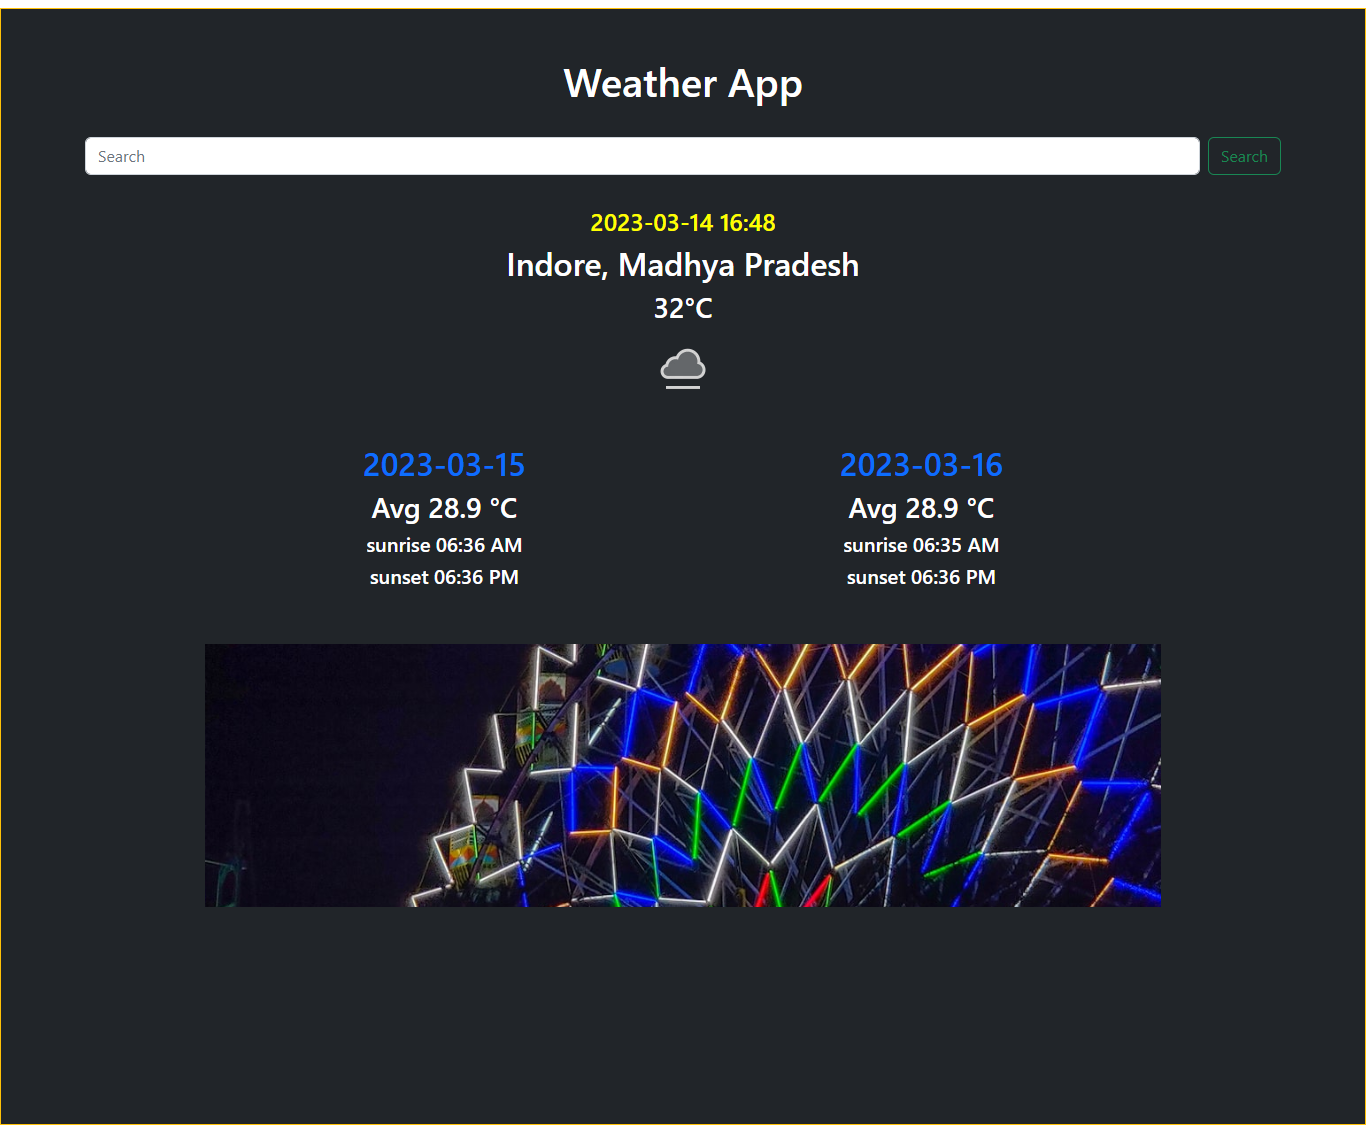 Weather App
Search Search
2023-03-14 16:48
Indore, Madhya Pradesh
32°C
2023-03-15
Avg 28.9 °C
sunrise 06:36 AM
sunset 06:36 PM
2023-03-16
Avg 28.9 °C
sunrise 06:35 AM
sunset 06:36 PM